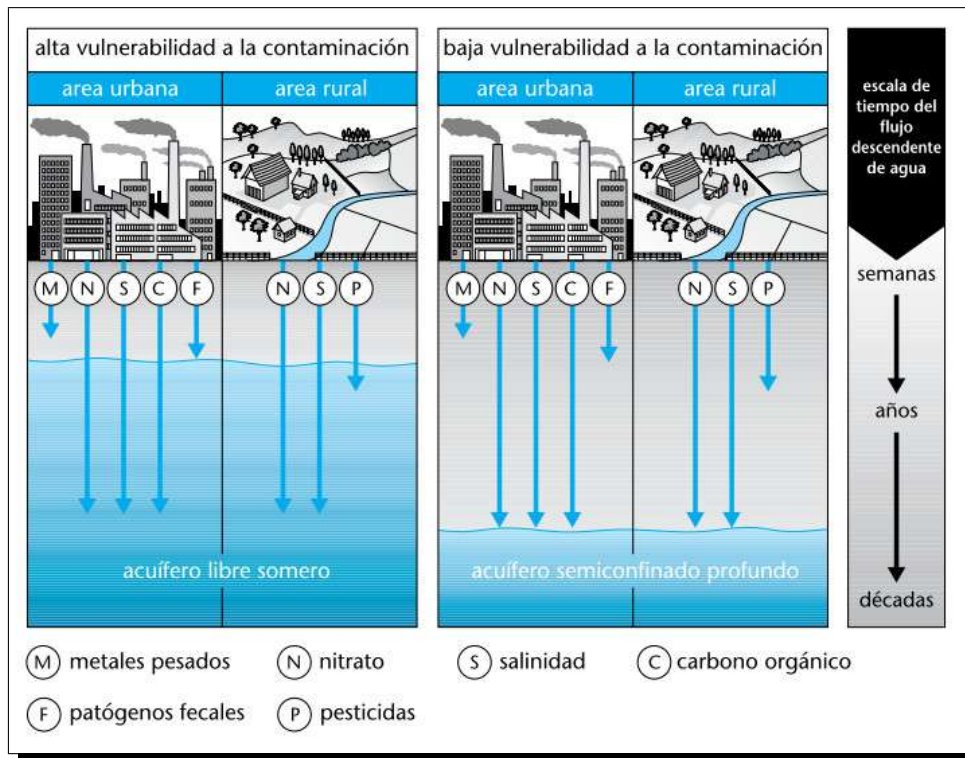 alta vulnerabilidad a la contaminación
area urbana
area rural
M N S C F
N S P
acuífero libre somero
baja vulnerabilidad a la contaminación
area urbana
area rural
M N S C F
N S P
acuífero semiconfinado profundo
escala de
tiempo del
flujo
descendente
de agua
semanas
años
décadas
M metales pesados
N nitrato
S salinidad
C carbono orgánico
F patógenos fecales
P pesticidas